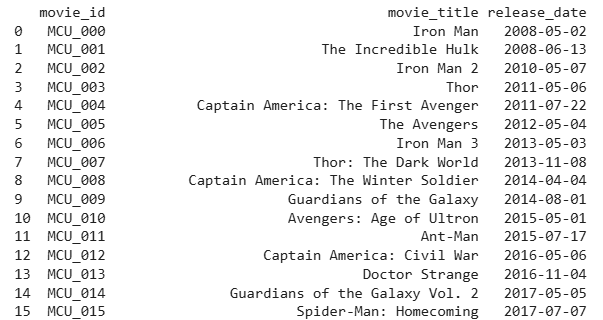 movie_id movie_title release_date
0 MCU_000 Iron Man 2008-05-02
1 MCU_001 The Incredible Hulk 2008-06-13
2 MCU_002 Iron Man 2 2010-05-07
3 MCU_003 Thor 2011-05-06
4 MCU_004 Captain America: The First Avenger 2011-07-22
5 MCU_005 The Avengers 2012-05-04
6 MCU_006 Iron Man 3 2013-05-03
7 MCU_007 Thor: The Dark World 2013-11-08
8 MCU_008 Captain America: The Winter Soldier 2014-04-04
9 MCU_009 Guardians of the Galaxy 2014-08-01
10 MCU_010 Avengers: Age of Ultron 2015-05-01
11 MCU_011 Ant-Man 2015-07-17
12 MCU_012 Captain America: Civil War 2016-05-06
13 MCU_013 Doctor Strange 2016-11-04
14 MCU_014 Guardians of the Galaxy Vol. 2 2017-05-05
15 MCU_015 Spider-Man: Homecoming 2017-07-07